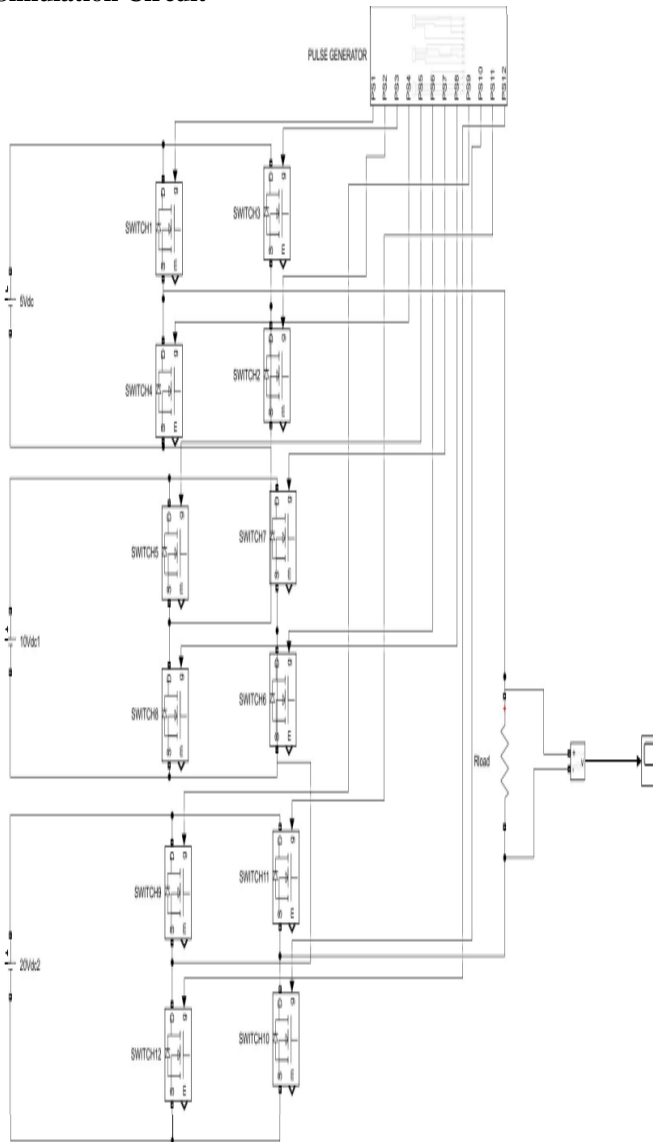 Simulation Circuit
PULSE GENERATOR
PS1
PS2
PS3
PS4
PS5
PS6
PS7
PS8
PS9
PS10
PS11
PS12
SWITCH1
D
g
S
m
SWITCH3
D
g
S
m
5Vdc
SWITCH4
D
g
S
m
SWITCH2
D
g
S
m
SWITCH5
D
g
S
m
SWITCH7
D
g
S
m
10Vdc1
SWITCH8
D
g
S
m
SWITCH6
D
g
S
m
Rload
+
-
v
SWITCH9
D
g
S
m
SWITCH11
D
g
S
m
20Vdc2
SWITCH12
D
g
S
m
SWITCH10
D
g
S
m